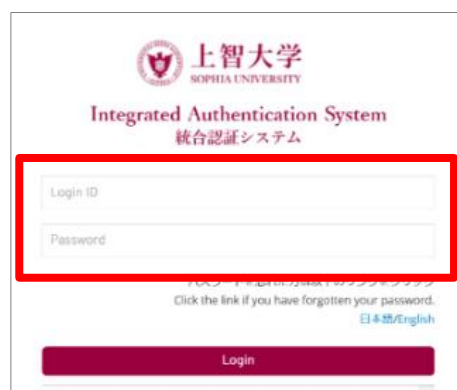 上智大学
SOPHIA UNIVERSITY
Integrated Authentication System
統合認証システム
Login ID
Password
Click the link if you have forgotten your password.
日本語/English
Login